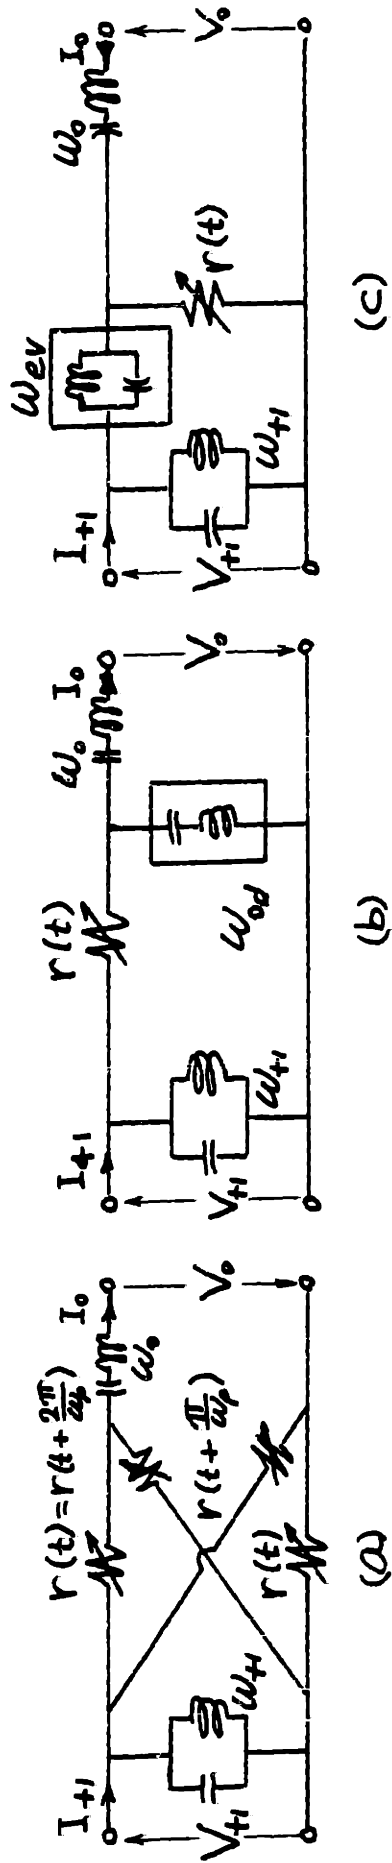 I+1
r(t)=r(t+2π/ωp)
I0
V+1
ω+1
r(t+π/ωp)
ω0
V0
r(t)
(a)
I+1
r(t)
ω0
I0
V+1
ω+1
ωod
V0
(b)
I+1
ωev
ω0
I0
V+1
ω+1
r(t)
V0
(c)